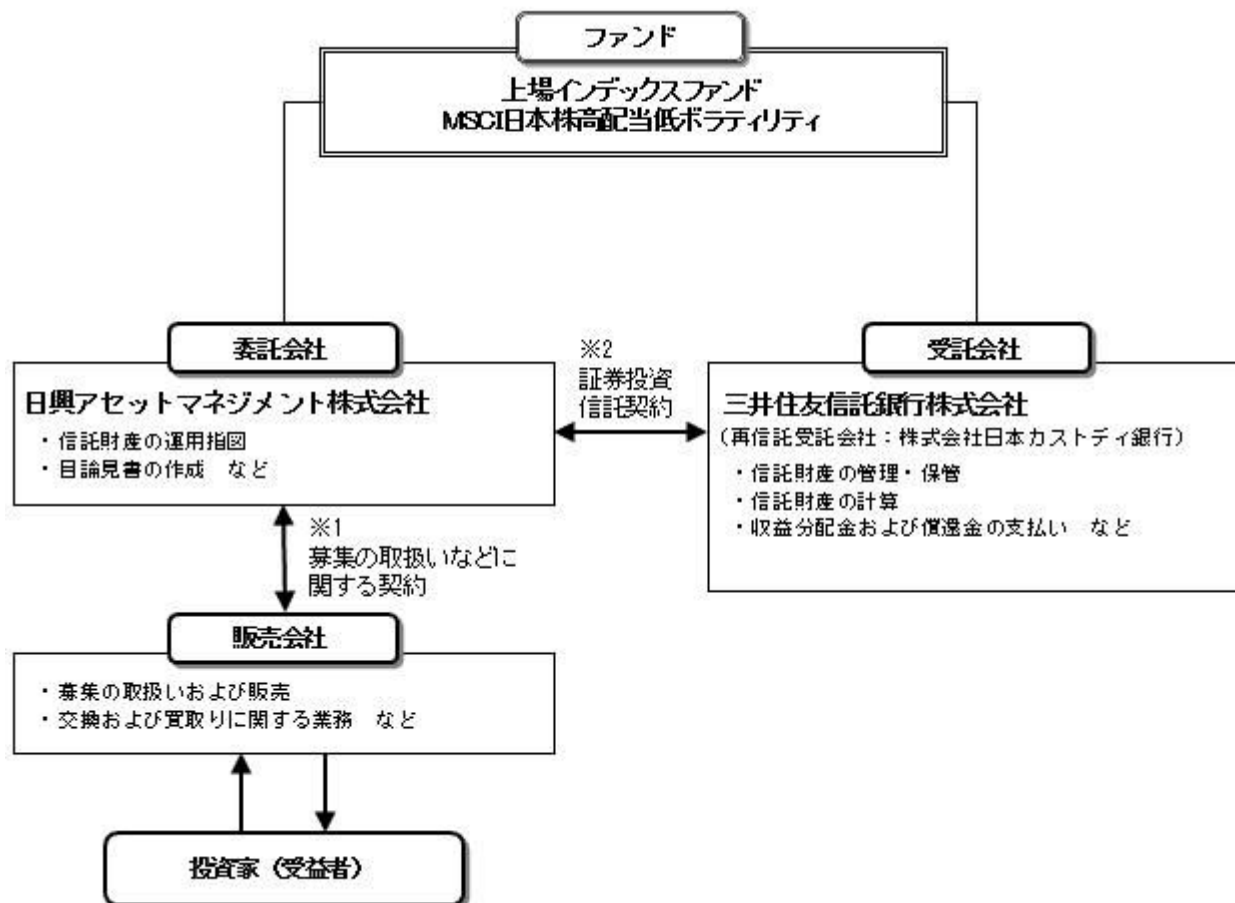 ファンド
上場インデックスファンド
MSCI日本株高配当低ボラティリティ
委託会社
日興アセットマネジメント株式会社
・信託財産の運用指図
・目論見書の作成 など
※2
証券投資
信託契約
受託会社
三井住友信託銀行株式会社
(再信託受託会社:株式会社日本カストディ銀行)
・信託財産の管理・保管
・信託財産の計算
・収益分配金および償還金の支払い など
※1
募集の取扱いなどに
関する契約
販売会社
・募集の取扱いおよび販売
・交換および買取りに関する業務 など
投資家(受益者)